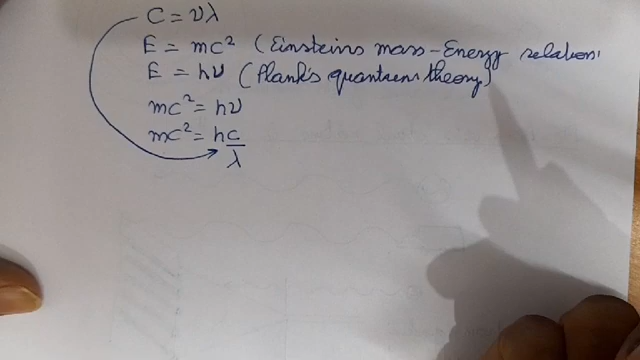 C = νλ
E = mc² (Einsteins mass-Energy relation
E = hν (Plank's quantum theory)
mc² = hν
mc² = hc/λ